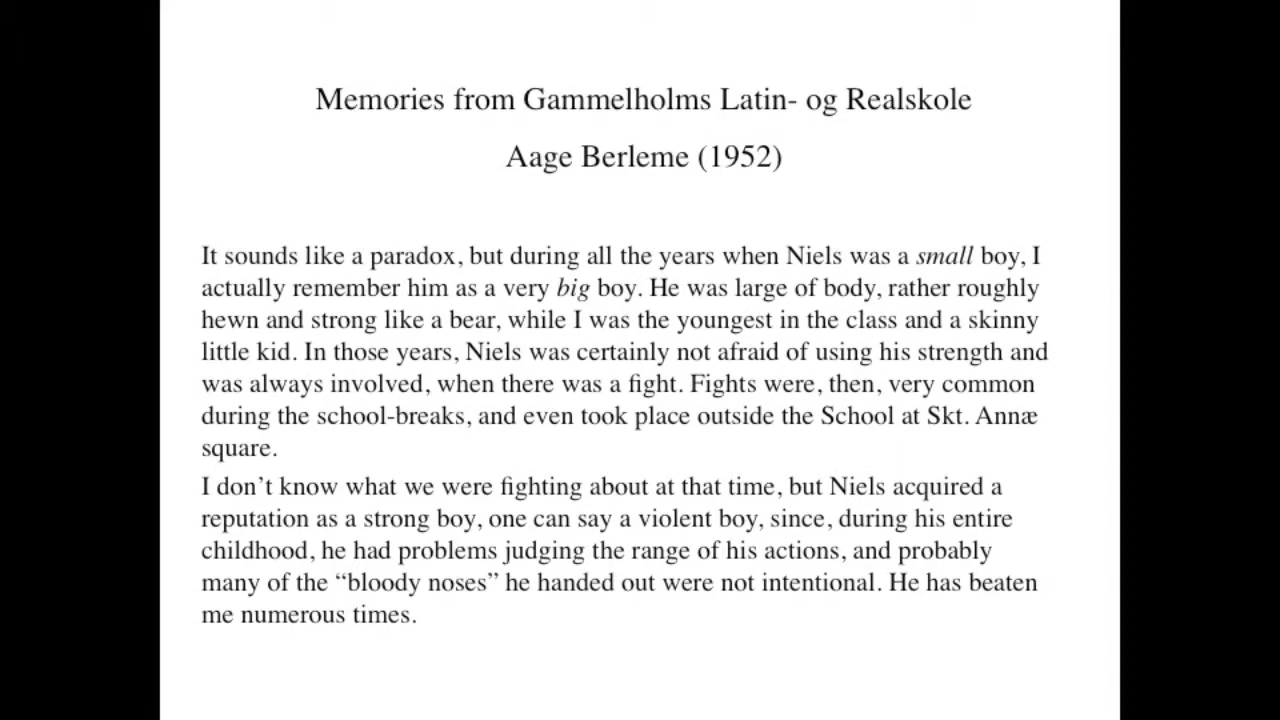 Memories from Gammelholms Latin- og Realskole
Aage Berleme (1952)
It sounds like a paradox, but during all the years when Niels was a small boy, I
actually remember him as a very big boy. He was large of body, rather roughly
hewn and strong like a bear, while I was the youngest in the class and a skinny
little kid. In those years, Niels was certainly not afraid of using his strength and
was always involved, when there was a fight. Fights were, then, very common
during the school-breaks, and even took place outside the School at Skt. Annæ
square.
I don’t know what we were fighting about at that time, but Niels acquired a
reputation as a strong boy, one can say a violent boy, since, during his entire
childhood, he had problems judging the range of his actions, and probably
many of the “bloody noses” he handed out were not intentional. He has beaten
me numerous times.